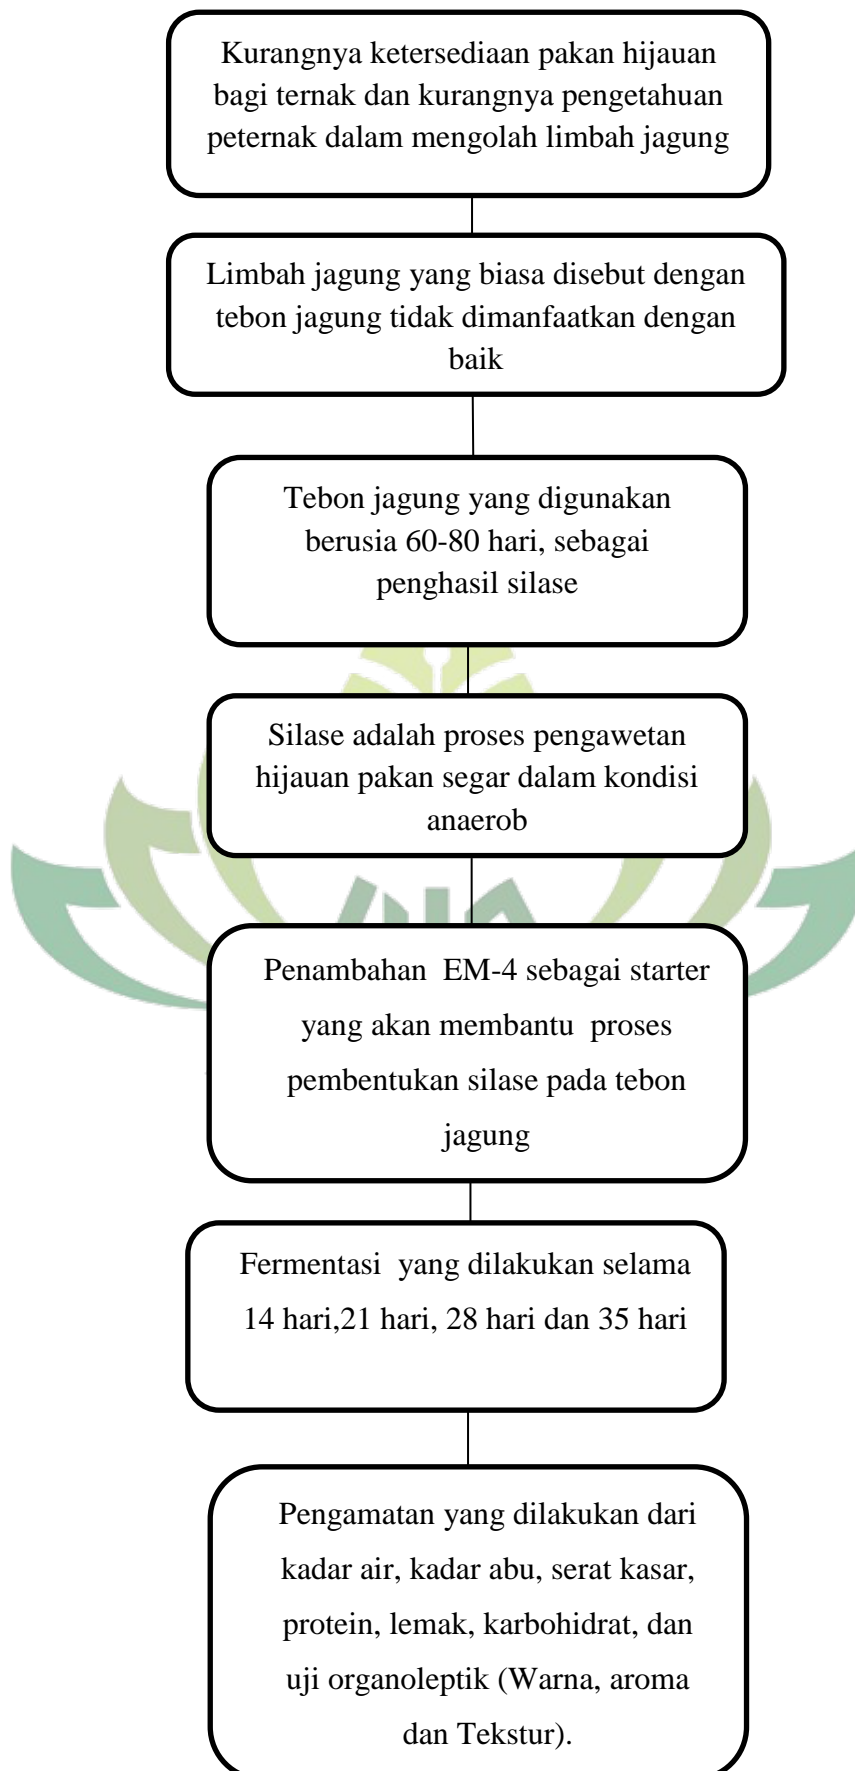 Kurangnya ketersediaan pakan hijauan
bagi ternak dan kurangnya pengetahuan
peternak dalam mengolah limbah jagung
Limbah jagung yang biasa disebut dengan
tebon jagung tidak dimanfaatkan dengan
baik
Tebon jagung yang digunakan
berusia 60-80 hari, sebagai
penghasil silase
Silase adalah proses pengawetan
hijauan pakan segar dalam kondisi
anaerob
Penambahan  EM-4 sebagai starter
yang akan membantu  proses
pembentukan silase pada tebon
jagung
Fermentasi  yang dilakukan selama
14 hari,21 hari, 28 hari dan 35 hari
Pengamatan yang dilakukan dari
kadar air, kadar abu, serat kasar,
protein, lemak, karbohidrat, dan
uji organoleptik (Warna, aroma
dan Tekstur).